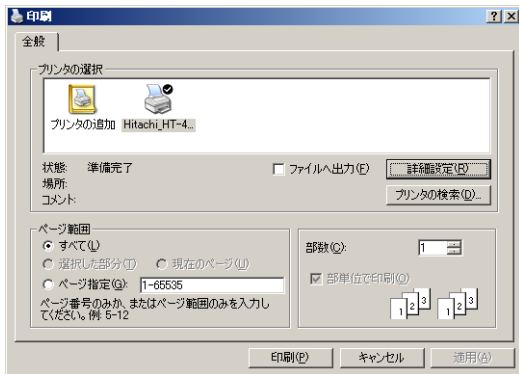 印刷
全般
プリンタの選択
プリンタの追加 Hitachi_HT-4...
状態: 準備完了
ファイルへ出力(F)
詳細設定(R)
場所:
コメント:
プリンタの検索(D)...
ページ範囲
すべて(L)
選択した部分(T) 現在のページ(U)
ページ指定(G): 1-65535
ページ番号のみか、またはページ範囲のみを入力し
てください。例: 5-12
部数(C): 1
部単位で印刷(O)
1 2 3 1 2 3
印刷(P) キャンセル 適用(A)